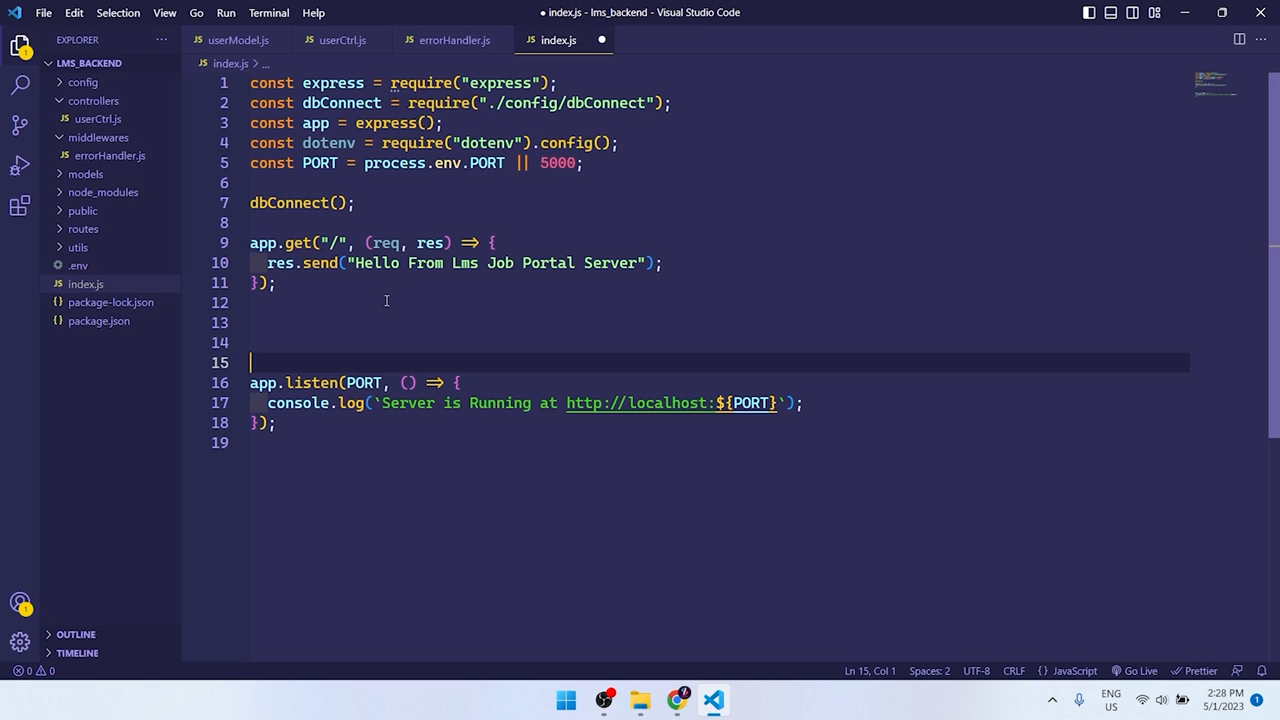 File Edit Selection View Go Run Terminal Help
● index.js - lms_backend - Visual Studio Code
EXPLORER
userModel.js
userCtrl.js
errorHandler.js
index.js
LMS_BACKEND
config
controllers
userCtrl.js
middlewares
errorHandler.js
models
node_modules
public
routes
utils
.env
index.js
package-lock.json
package.json
OUTLINE
TIMELINE
index.js > ...
1 const express = require("express");
2 const dbConnect = require("./config/dbConnect");
3 const app = express();
4 const dotenv = require("dotenv").config();
5 const PORT = process.env.PORT || 5000;
6
7 dbConnect();
8
9 app.get("/", (req, res) => {
10 res.send("Hello From Lms Job Portal Server");
11 });
12
13
14
15
16 app.listen(PORT, () => {
17 console.log(`Server is Running at http://localhost:${PORT}`);
18 });
19
1
1
0 0
Ln 15, Col 1 Spaces: 2 UTF-8 CRLF {} JavaScript Go Live Prettier
ENG
US
2:28 PM
5/1/2023
1